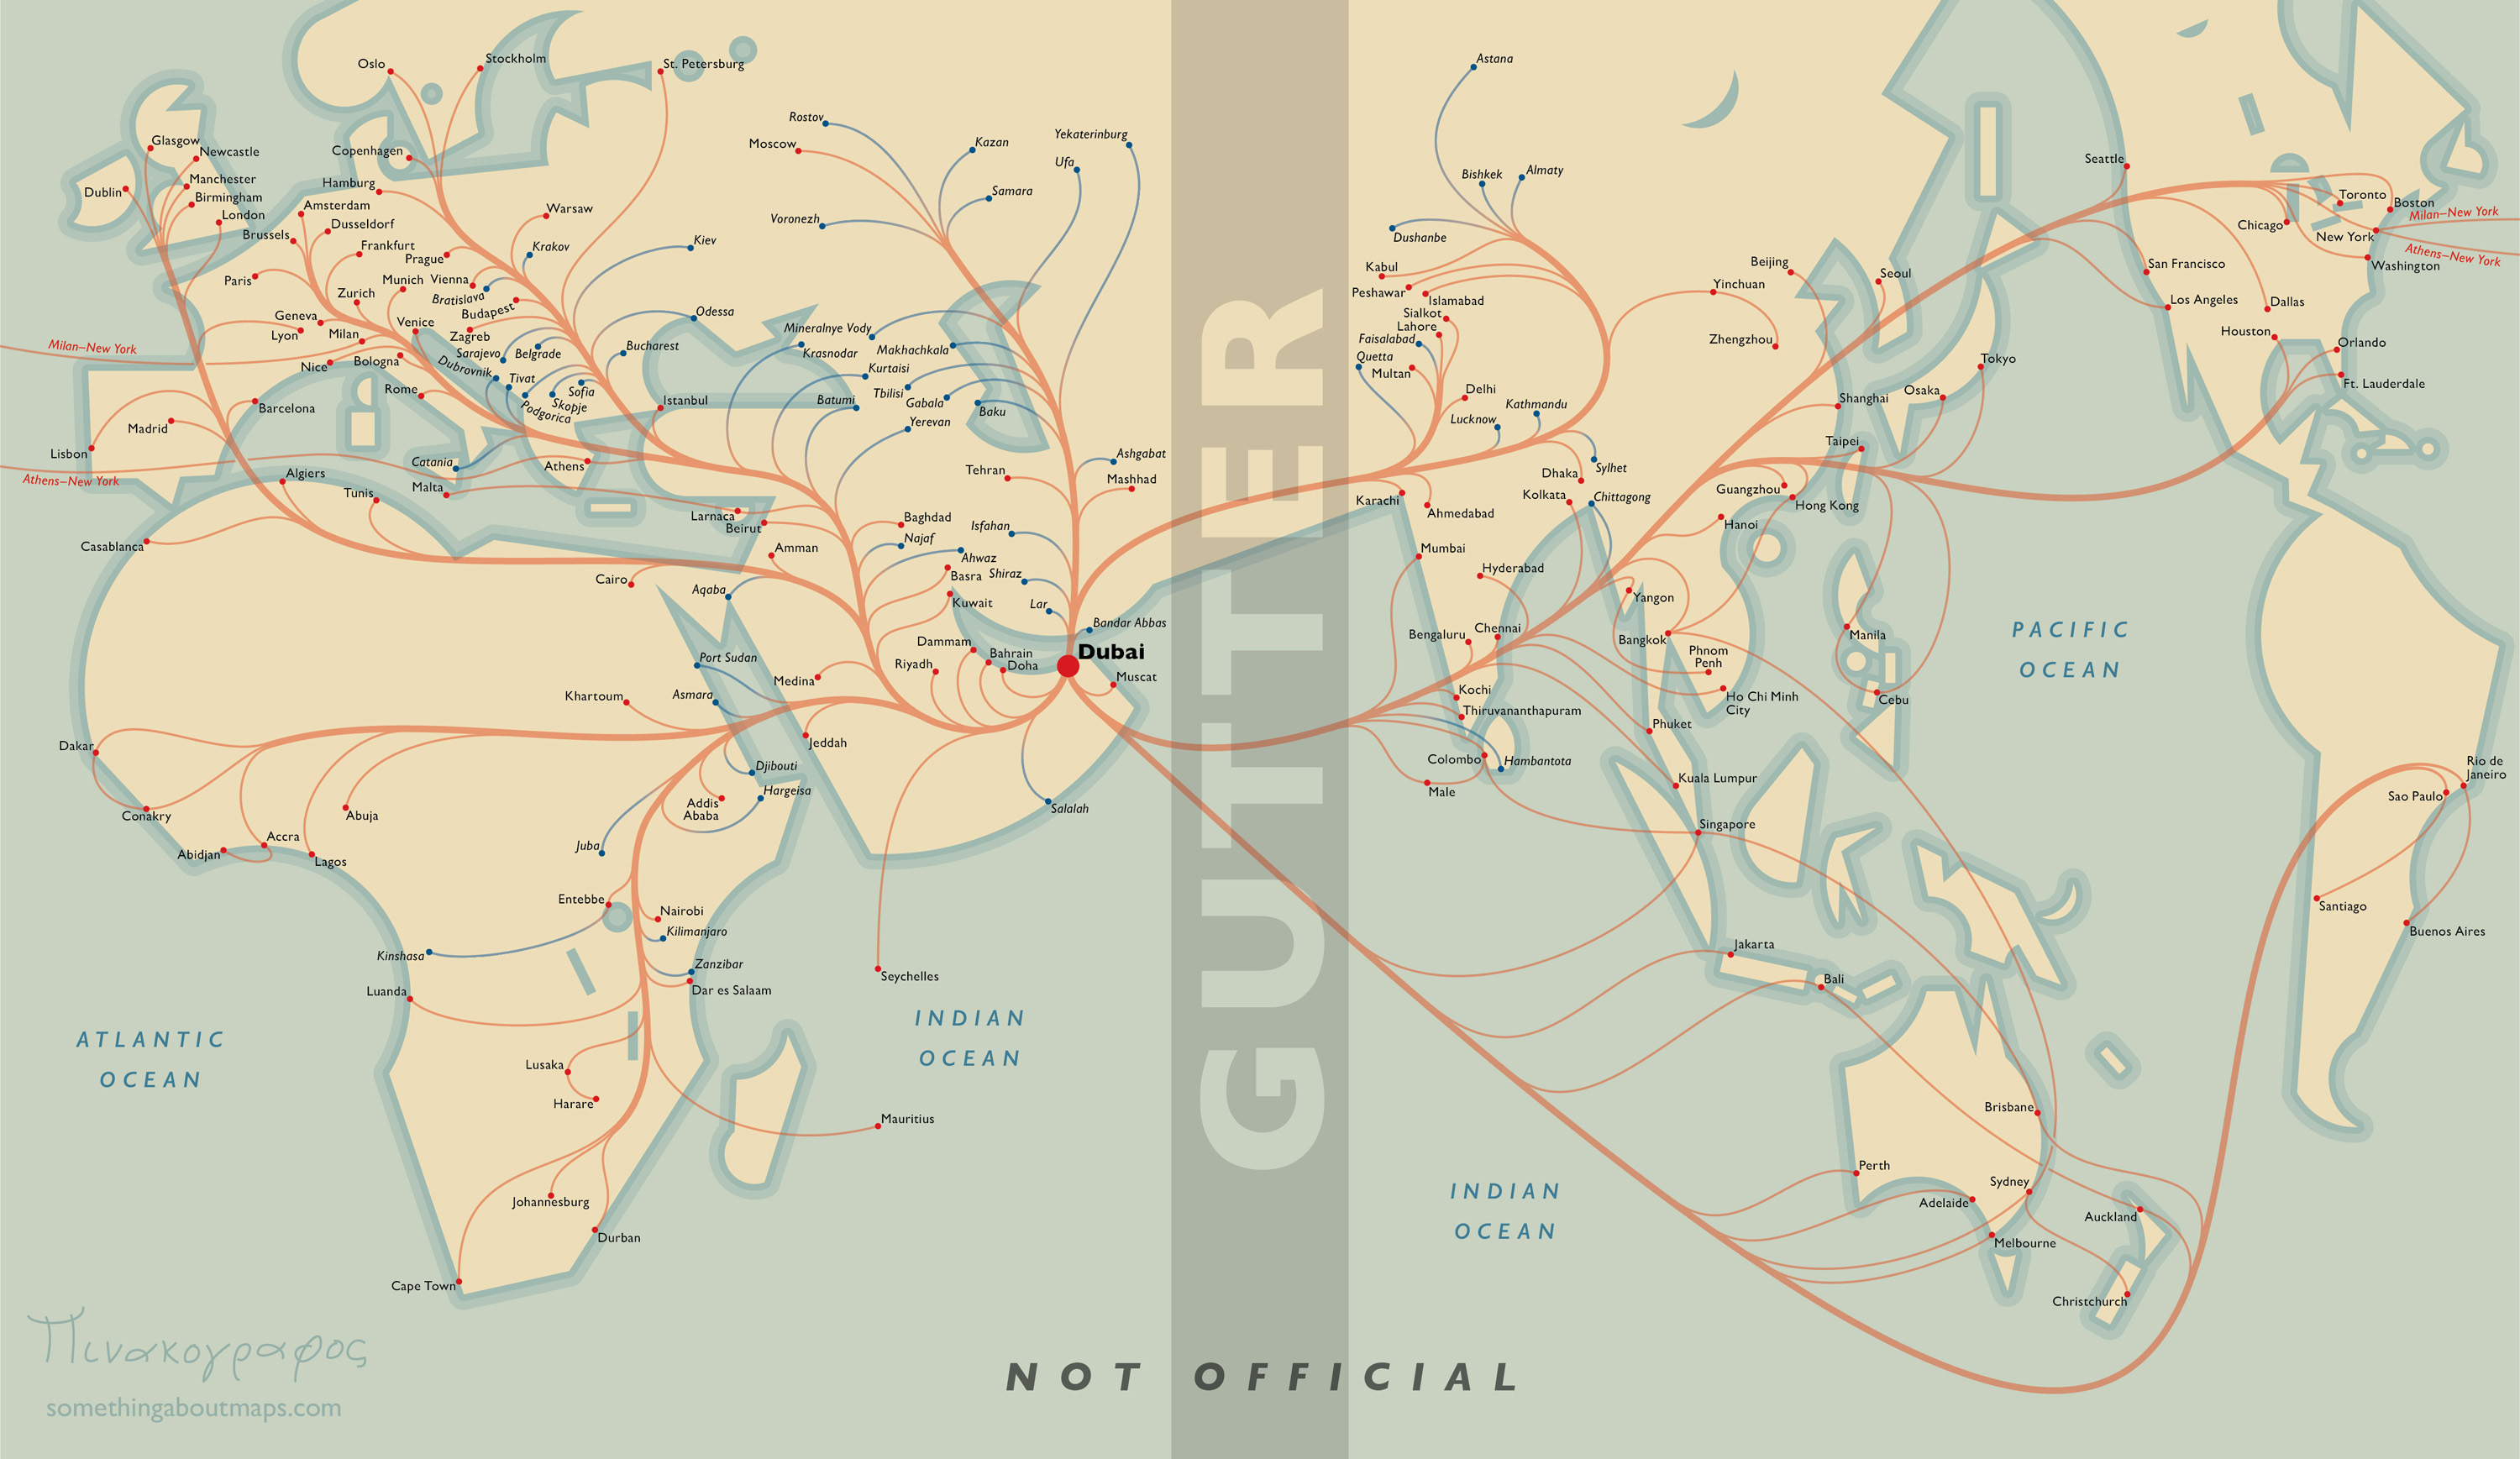 Oslo
Stockholm
St. Petersburg
Glasgow
Newcastle
Copenhagen
Manchester
Hamburg
Dublin
Birmingham
London
Amsterdam
Warsaw
Dusseldorf
Brussels
Frankfurt
Prague
Krakov
Kiev
Paris
Munich
Vienna
Zurich
Bratislava
Budapest
Geneva
Lyon
Milan
Venice
Zagreb
Odessa
Milan–New York
Nice
Bologna
Sarajevo
Belgrade
Bucharest
Dubrovnik
Tivat
Rome
Podgorica
Skopje
Sofia
Istanbul
Barcelona
Madrid
Lisbon
Athens–New York
Algiers
Tunis
Catania
Malta
Athens
Casablanca
Larnaca
Beirut
Amman
Cairo
Aqaba
Rostov
Moscow
Kazan
Yekaterinburg
Ufa
Samara
Voronezh
Mineralnye Vody
Krasnodar
Makhachkala
Kurtaisi
Tbilisi
Gabala
Batumi
Baku
Yerevan
Tehran
Ashgabat
Mashhad
Baghdad
Isfahan
Najaf
Ahwaz
Basra
Shiraz
Kuwait
Lar
Bandar Abbas
Dammam
Bahrain
Dubai
Riyadh
Doha
Muscat
Medina
Port Sudan
Khartoum
Asmara
Jeddah
Djibouti
Hargeisa
Addis
Ababa
Salalah
Dakar
Conakry
Abuja
Accra
Abidjan
Lagos
Juba
Entebbe
Nairobi
Kilimanjaro
Kinshasa
Zanzibar
Dar es Salaam
Luanda
Seychelles
Lusaka
Harare
Mauritius
Johannesburg
Durban
Cape Town
ATLANTIC
OCEAN
INDIAN
OCEAN
GUTTER
Astana
Bishkek
Almaty
Dushanbe
Kabul
Peshawar
Islamabad
Sialkot
Lahore
Faisalabad
Quetta
Multan
Delhi
Lucknow
Kathmandu
Sylhet
Dhaka
Kolkata
Chittagong
Karachi
Ahmedabad
Mumbai
Hyderabad
Bengaluru
Chennai
Kochi
Thiruvananthapuram
Colombo
Hambantota
Male
Beijing
Yinchuan
Seoul
Zhengzhou
Tokyo
Osaka
Shanghai
Taipei
Guangzhou
Hong Kong
Hanoi
Yangon
Bangkok
Phnom
Penh
Ho Chi Minh
City
Manila
Cebu
Phuket
Kuala Lumpur
Singapore
Jakarta
Bali
Brisbane
Perth
Sydney
Adelaide
Melbourne
Auckland
Christchurch
INDIAN
OCEAN
PACIFIC
OCEAN
Seattle
Toronto
Boston
Milan–New York
Chicago
New York
Athens–New York
Washington
San Francisco
Los Angeles
Dallas
Houston
Orlando
Ft. Lauderdale
Rio de
Janeiro
Sao Paulo
Santiago
Buenos Aires
NOT OFFICIAL
Πινακογραφος
somethingaboutmaps.com